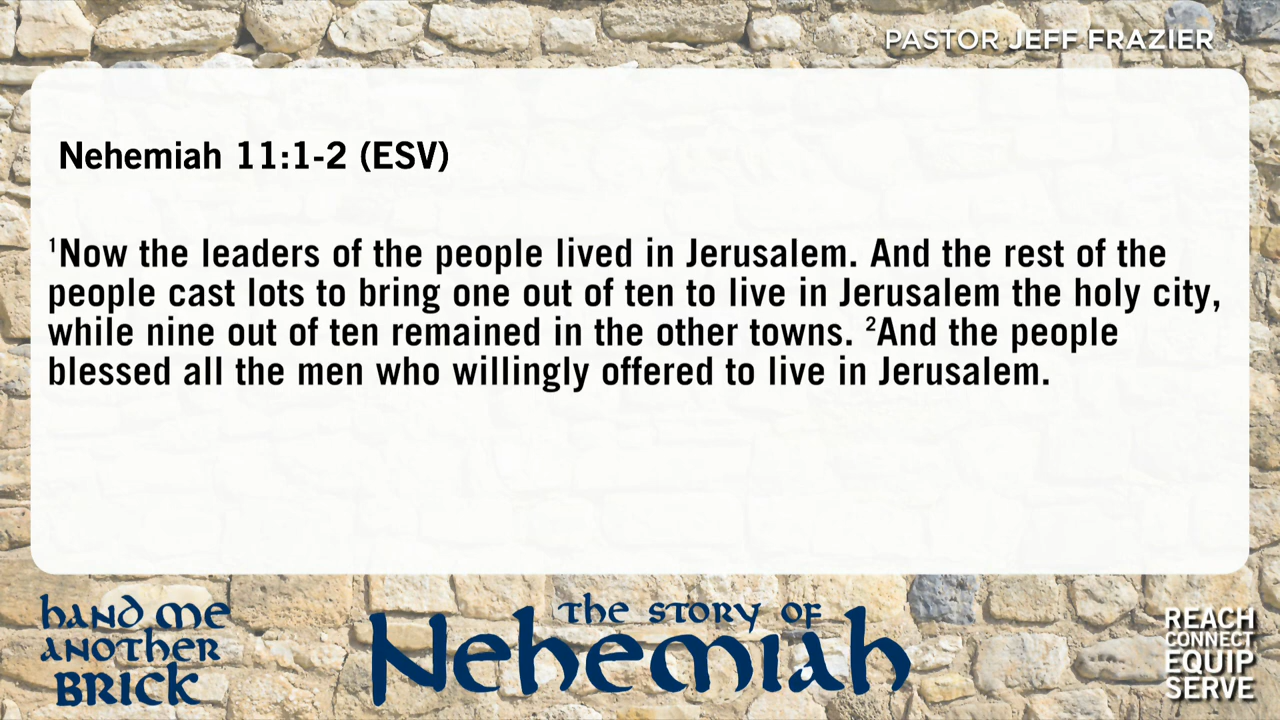 PASTOR JEFF FRAZIER
Nehemiah 11:1-2 (ESV)
¹Now the leaders of the people lived in Jerusalem. And the rest of the
people cast lots to bring one out of ten to live in Jerusalem the holy city,
while nine out of ten remained in the other towns. ²And the people
blessed all the men who willingly offered to live in Jerusalem.
hand me
another
BRICK
the story of
Nehemiah
REACH
CONNECT
EQUIP
SERVE